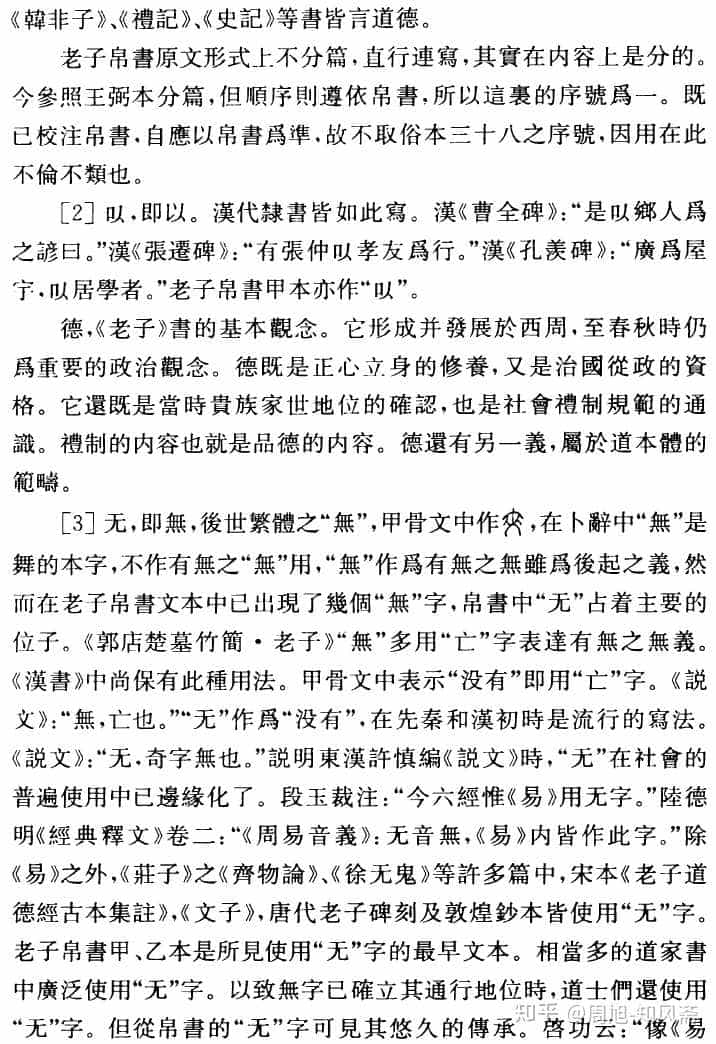 《韓非子》、《禮記》、《史記》等書皆言道德。
老子帛書原文形式上不分篇，直行連寫，其實在内容上是分的。
今參照王弼本分篇，但順序則遵依帛書，所以這裏的序號爲一。既
已校注帛書，自應以帛書爲準，故不取俗本三十八之序號，因用在此
不倫不類也。
［2］㠯，即以。漢代隸書皆如此寫。漢《曹全碑》：“是㠯鄉人爲
之諺曰。”漢《張遷碑》：“有張仲㠯孝友爲行。”漢《孔羨碑》：“廣爲屋
宇，㠯居學者。”老子帛書甲本亦作“㠯”。
德，《老子》書的基本觀念。它形成并發展於西周，至春秋時仍
爲重要的政治觀念。德既是正心立身的修養，又是治國從政的資
格。它還既是當時貴族家世地位的確認，也是社會禮制規範的通
識。禮制的内容也就是品德的内容。德還有另一義，屬於道本體的
範疇。
［3］无，即無，後世繁體之“無”，甲骨文中作，在卜辭中“無”是
舞的本字，不作有無之“無”用，“無”作爲有無之無雖爲後起之義，然
而在老子帛書文本中已出現了幾個“無”字，帛書中“无”占着主要的
位子。《郭店楚墓竹簡·老子》“無”多用“亡”字表達有無之無義。
《漢書》中尚保有此種用法。甲骨文中表示“没有”即用“亡”字。《説
文》：“無，亡也。”“无”作爲“没有”，在先秦和漢初時是流行的寫法。
《説文》：“无，奇字無也。”説明東漢許慎編《説文》時，“无”在社會的
普遍使用中已邊緣化了。段玉裁注：“今六經惟《易》用无字。”陸德
明《經典釋文》卷二：“《周易音義》：无音無，《易》内皆作此字。”除
《易》之外，《莊子》之《齊物論》、《徐无鬼》等許多篇中，宋本《老子道
德經古本集註》，《文子》，唐代老子碑刻及敦煌鈔本皆使用“无”字。
老子帛書甲、乙本是所見使用“无”字的最早文本。相當多的道家書
中廣泛使用“无”字。以致無字已確立其通行地位時，道士們還使用
“无”字。但從帛書的“无”字可見其悠久的傳承。啓功云：“像《易
知乎 @周旭-知风斋